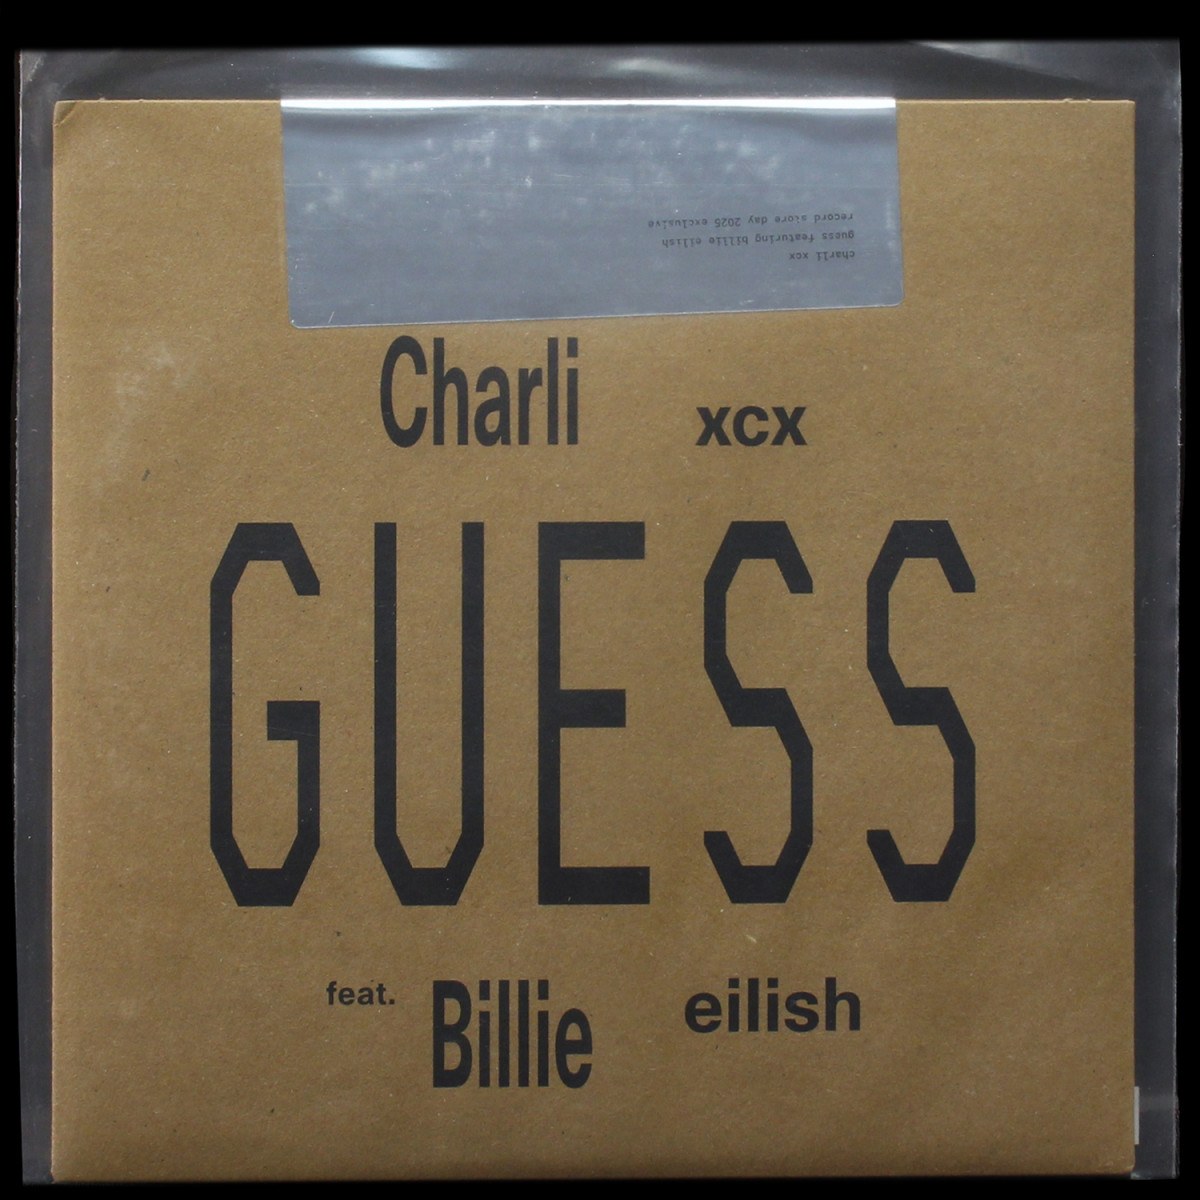 charli xcx
guess featuring billie eilish
record store day 2025 exclusive
Charli xcx
GUESS
feat. Billie eilish